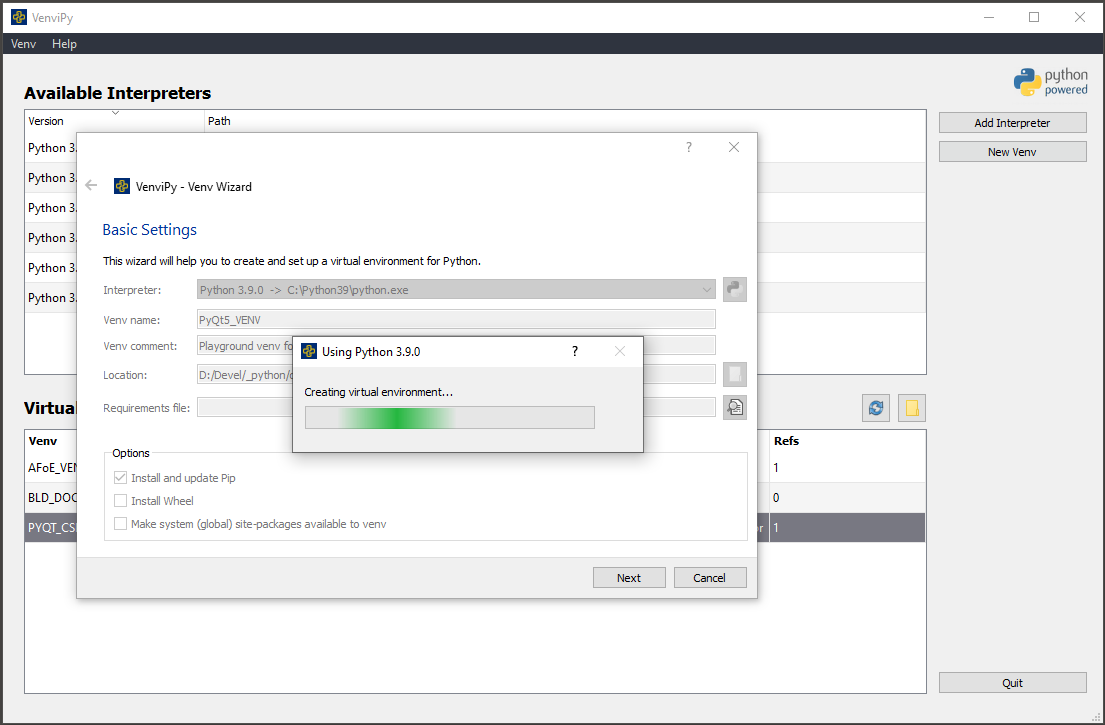 VenviPy
Venv Help
python
powered
Available Interpreters
Version Path
Add Interpreter
Python 3.
New Venv
Python 3.
Python 3.
Python 3.
Python 3.
Python 3.
?
VenviPy - Venv Wizard
Basic Settings
This wizard will help you to create and set up a virtual environment for Python.
Interpreter: Python 3.9.0 -> C:\Python39\python.exe
Venv name: PyQt5_VENV
Venv comment: Playground venv fo
Location: D:/Devel/_python/
Requirements file:
Using Python 3.9.0 ?
Creating virtual environment...
Options
Install and update Pip
Install Wheel
Make system (global) site-packages available to venv
Next Cancel
Virtual
Venv Refs
AFoE_VEN 1
BLD_DOC 0
PYQT_CS or 1
Quit